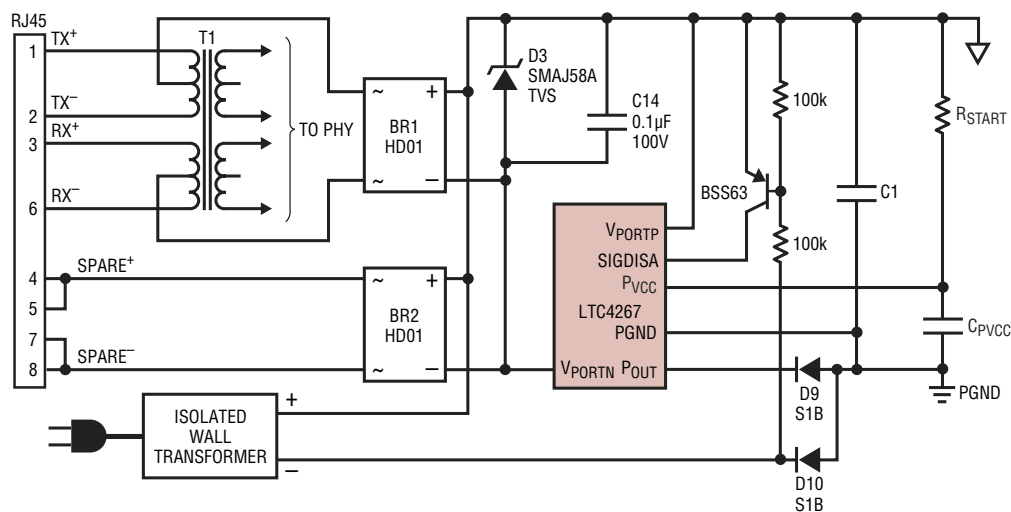 RJ45
1
TX+
2
TX−
3
RX+
6
RX−
4
SPARE+
5
7
8
SPARE−
T1
TO PHY
~
+
BR1
HD01
~
−
~
+
BR2
HD01
~
−
D3
SMAJ58A
TVS
C14
0.1µF
100V
100k
BSS63
100k
C1
RSTART
CPVCC
PGND
VPORTP
SIGDISA
PVCC
LTC4267
PGND
VPORTN POUT
D9
S1B
D10
S1B
ISOLATED
WALL
TRANSFORMER
+
−